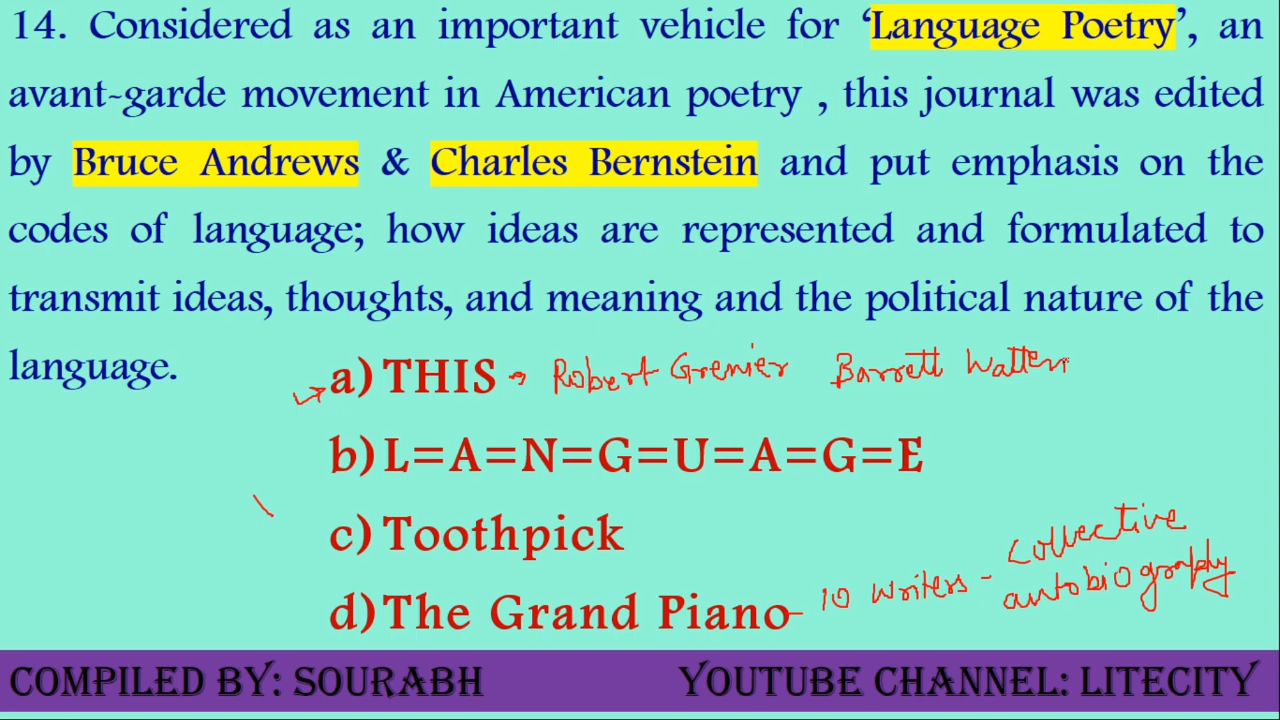 14. Considered as an important vehicle for ‘Language Poetry’, an
avant-garde movement in American poetry , this journal was edited
by Bruce Andrews & Charles Bernstein and put emphasis on the
codes of language; how ideas are represented and formulated to
transmit ideas, thoughts, and meaning and the political nature of the
language.
a) THIS → Robert Grenier Barrett Watten
b) L=A=N=G=U=A=G=E
c) Toothpick
d) The Grand Piano - 10 writers - collective
autobiography
COMPILED BY: SOURABH YOUTUBE CHANNEL: LITECITY